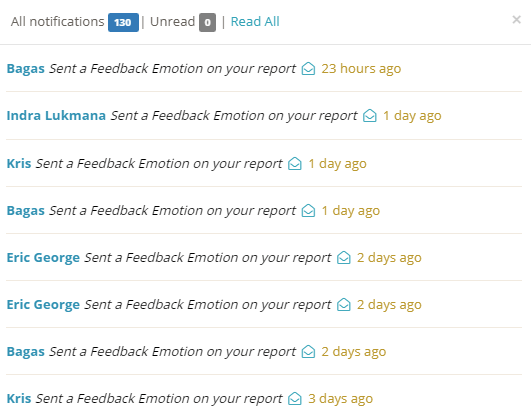 All notifications 130 | Unread 0 | Read All ×
Bagas Sent a Feedback Emotion on your report 23 hours ago
Indra Lukmana Sent a Feedback Emotion on your report 1 day ago
Kris Sent a Feedback Emotion on your report 1 day ago
Bagas Sent a Feedback Emotion on your report 1 day ago
Eric George Sent a Feedback Emotion on your report 2 days ago
Eric George Sent a Feedback Emotion on your report 2 days ago
Bagas Sent a Feedback Emotion on your report 2 days ago
Kris Sent a Feedback Emotion on your report 3 days ago